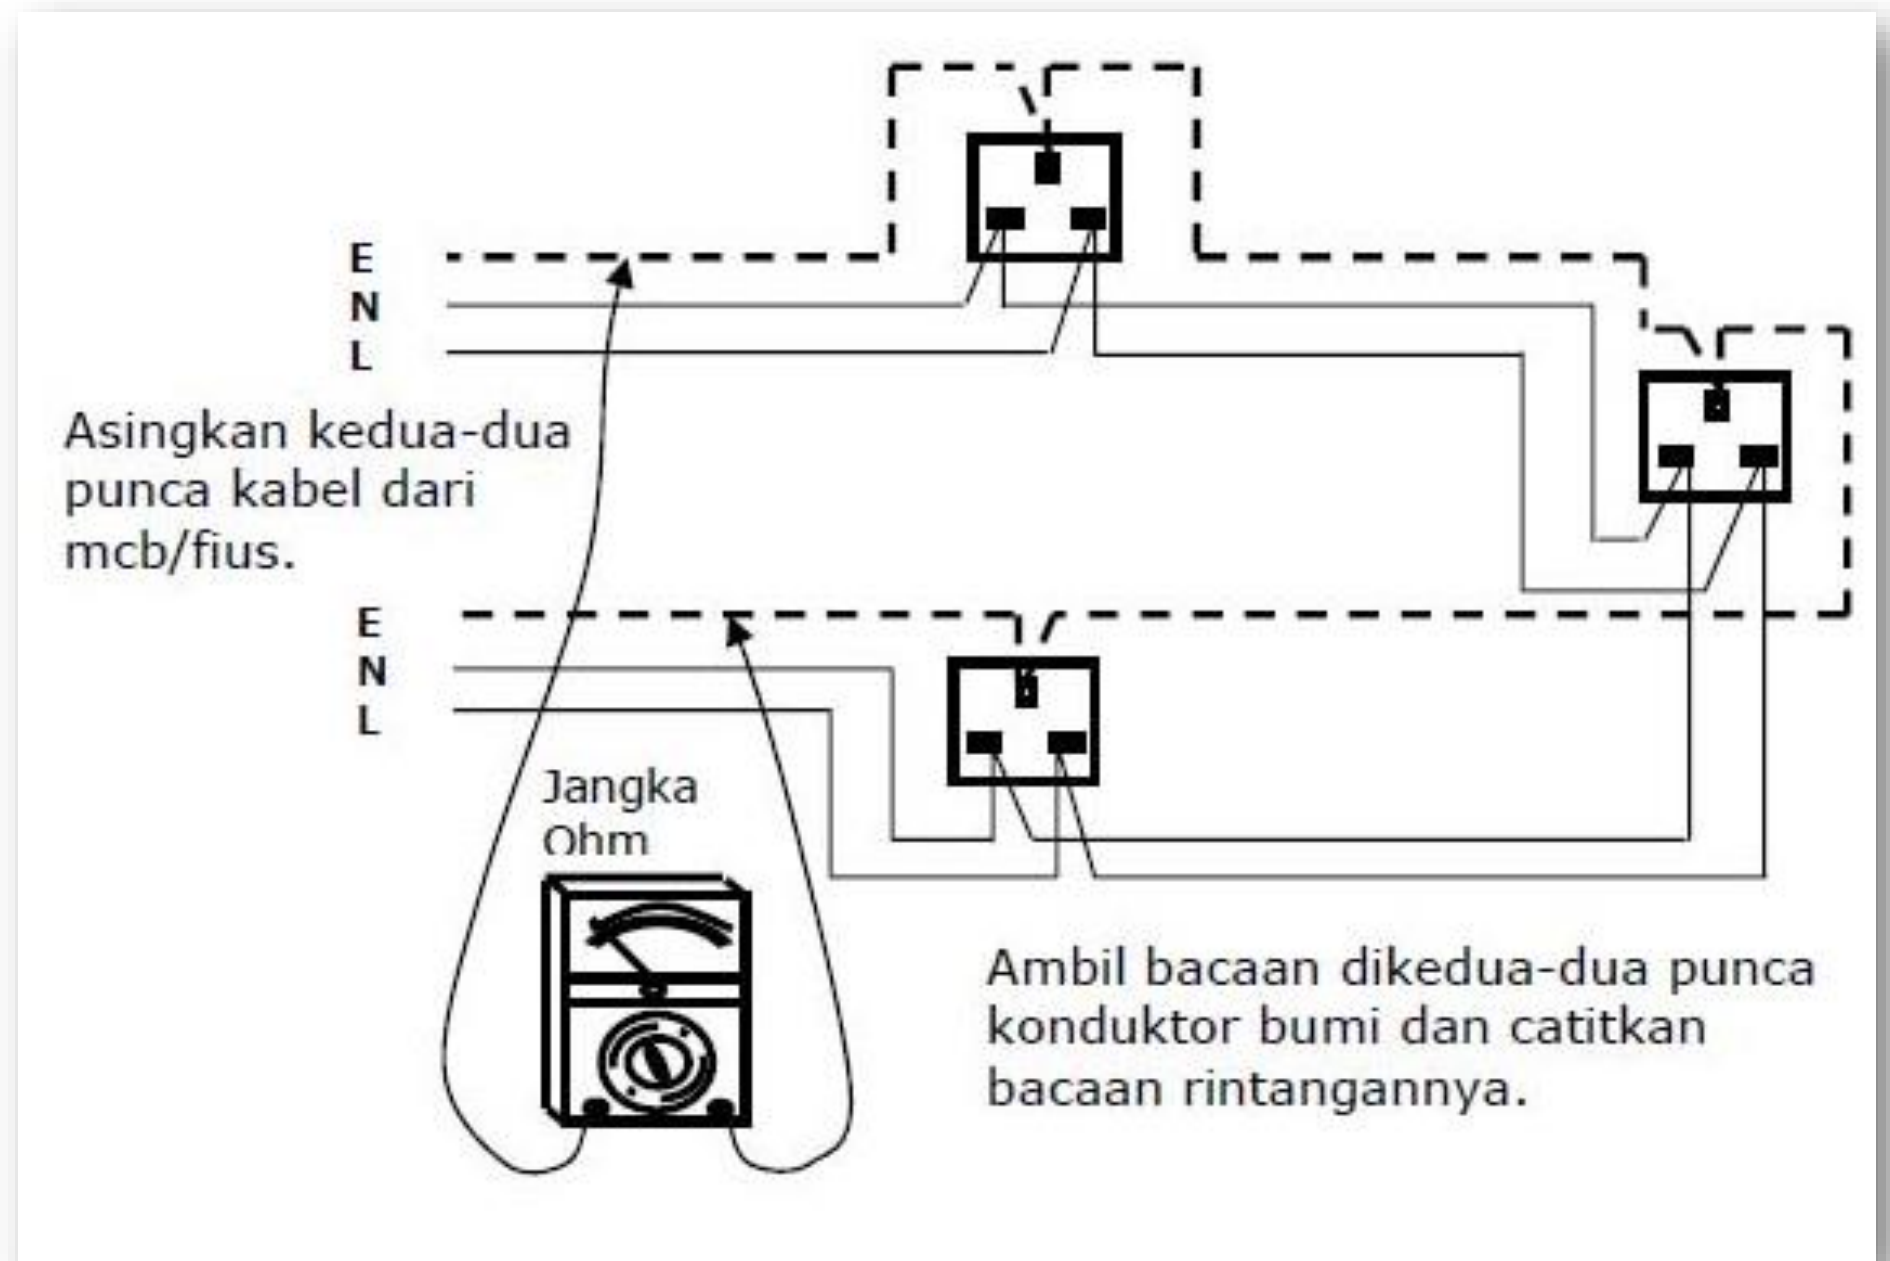 E
N
L
Asingkan kedua-dua
punca kabel dari
mcb/fius.
E
N
L
Jangka
Ohm
Ambil bacaan dikedua-dua punca
konduktor bumi dan catitkan
bacaan rintangannya.